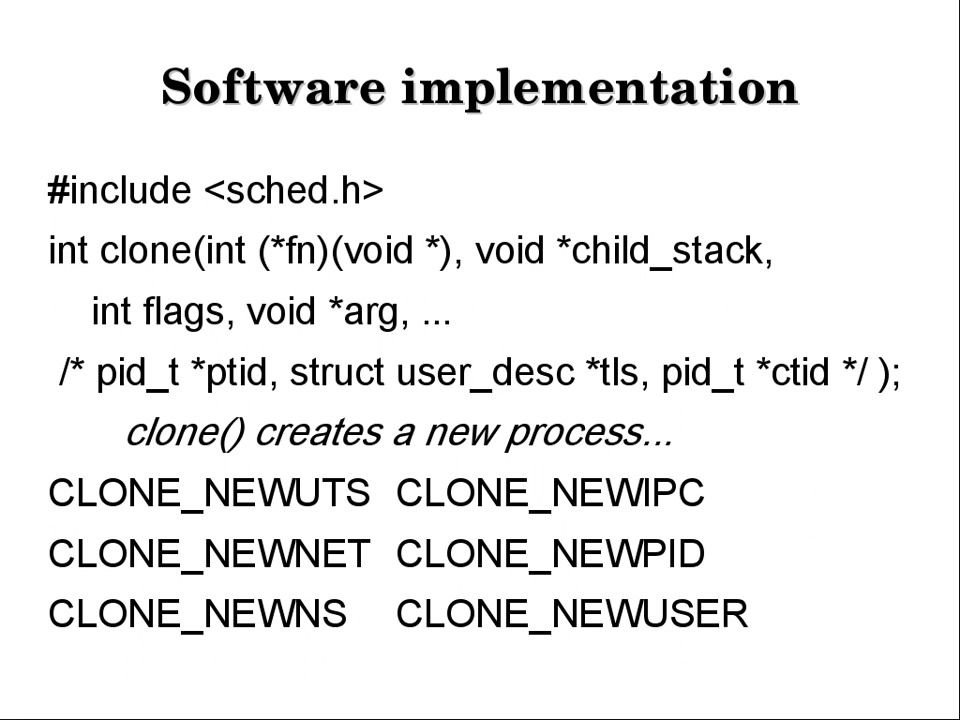 Software implementation
#include <sched.h>
int clone(int (*fn)(void *), void *child_stack,
int flags, void *arg, ...
/* pid_t *ptid, struct user_desc *tls, pid_t *ctid */ );
clone() creates a new process...
CLONE_NEWUTS CLONE_NEWIPC
CLONE_NEWNET CLONE_NEWPID
CLONE_NEWNS CLONE_NEWUSER